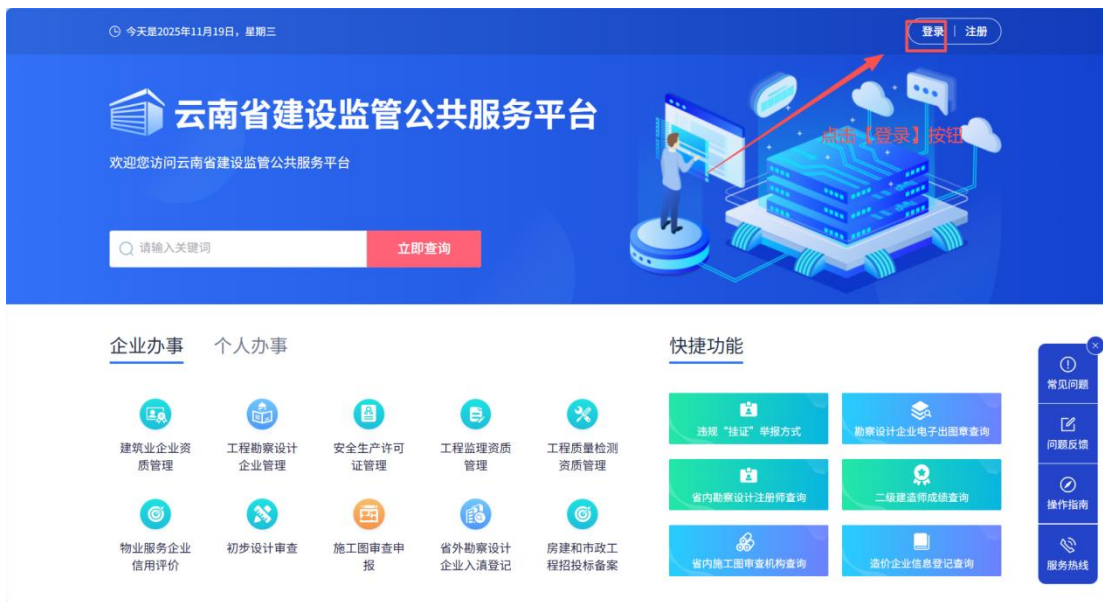 今天是2025年11月19日，星期三
登录
注册
云南省建设监管公共服务平台
点击【登录】按钮
欢迎您访问云南省建设监管公共服务平台
请输入关键词
立即查询
企业办事
个人办事
快捷功能
建筑业企业资
质管理
工程勘察设计
企业管理
安全生产许可
证管理
工程监理资质
管理
工程质量检测
资质管理
物业服务企业
信用评价
初步设计审查
施工图审查申
报
省外勘察设计
企业入滇登记
房建和市政工
程招投标备案
违规“挂证”举报方式
勘察设计企业电子出图章查询
省内勘察设计注册师查询
二级建造师成绩查询
省内施工图审查机构查询
造价企业信息登记查询
常见问题
问题反馈
操作指南
服务热线